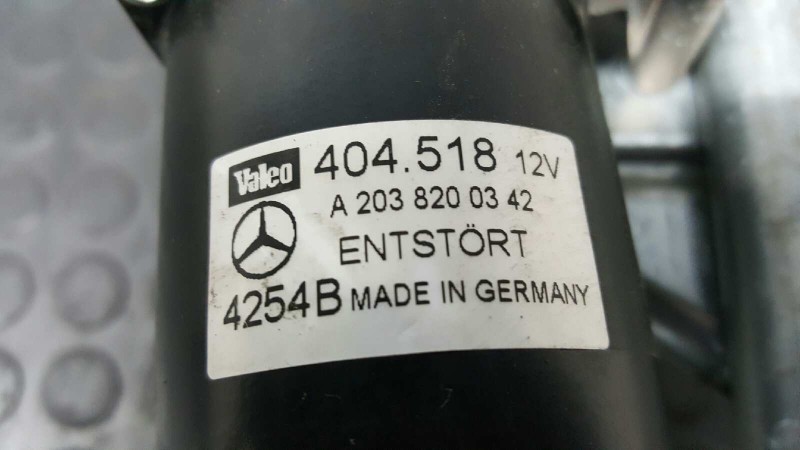 Valeo 404.518 12V
A 203 820 03 42
ENTSTÖRT
4254B MADE IN GERMANY